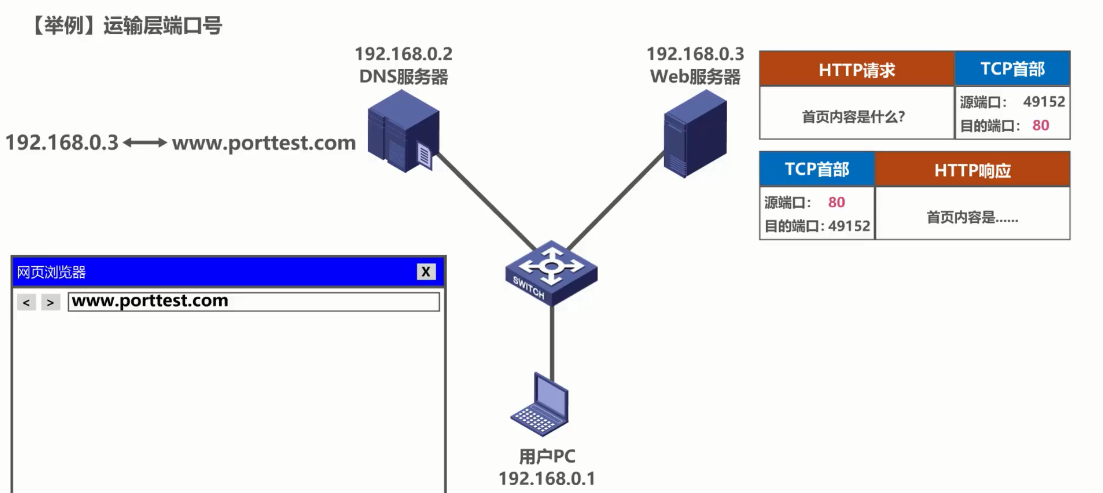 【举例】运输层端口号
192.168.0.2
DNS服务器
192.168.0.3
Web服务器
192.168.0.3 www.porttest.com
HTTP请求 TCP首部
首页内容是什么？
源端口： 49152
目的端口： 80
TCP首部 HTTP响应
源端口： 80
目的端口：49152
首页内容是……
网页浏览器 X
< > www.porttest.com
SWITCH
用户PC
192.168.0.1